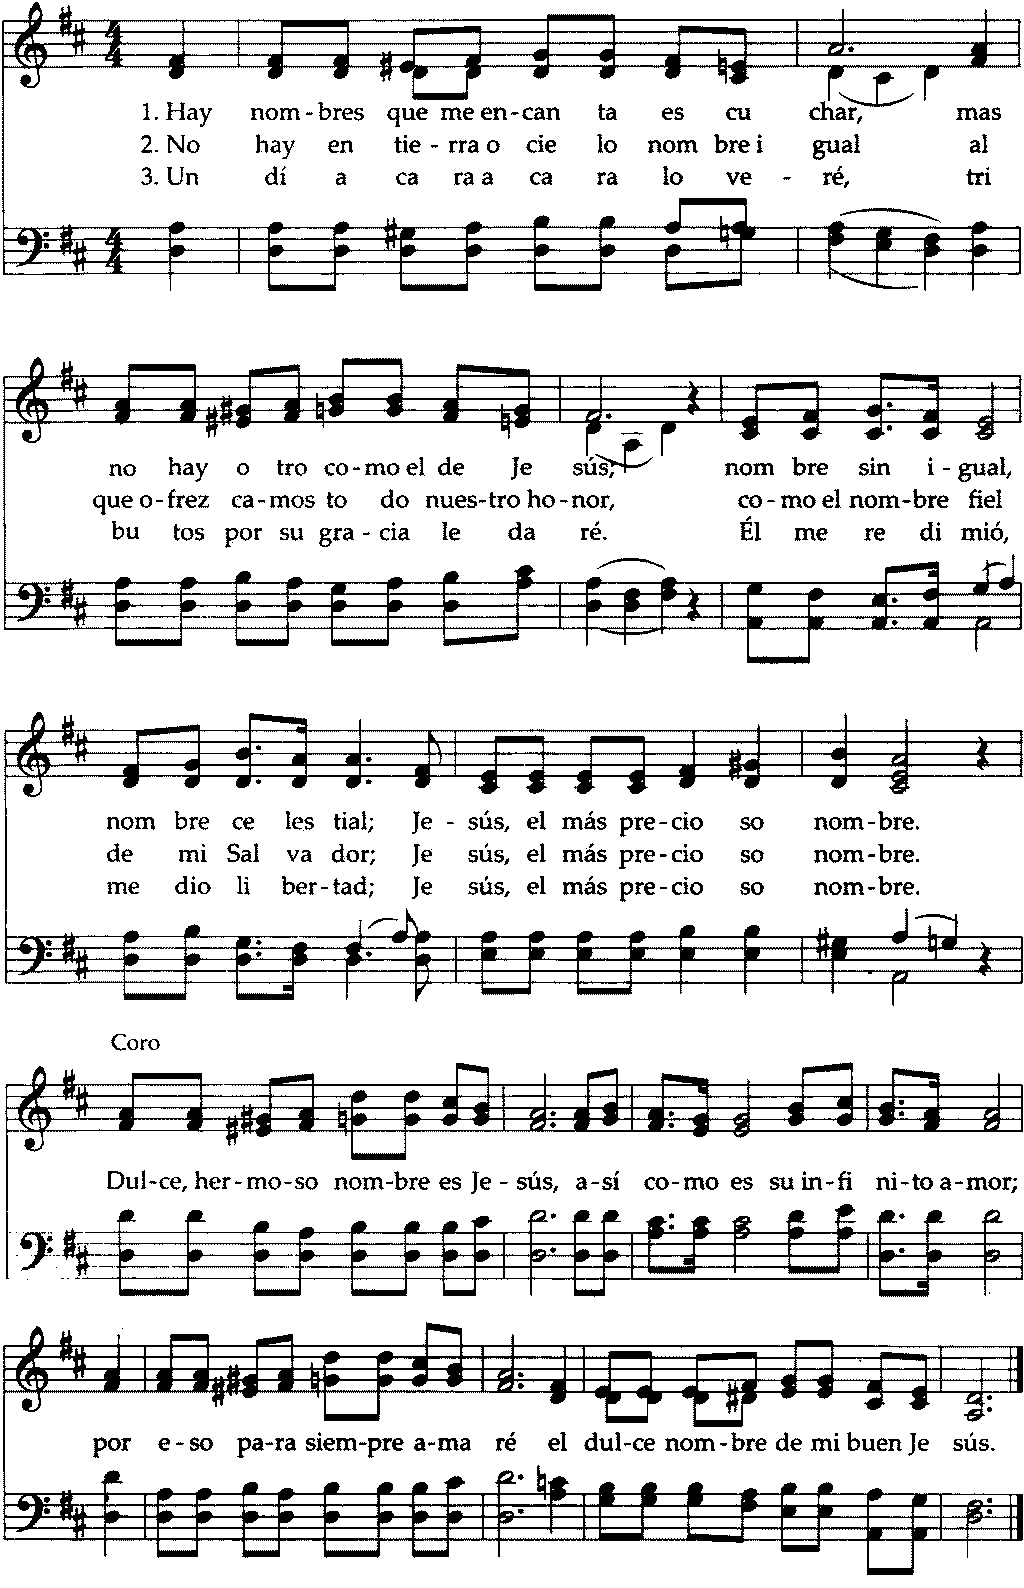 1. Hay nom-bres que me en-can ta es cu char, mas
2. No hay en tie-rra o cie lo nom bre i gual al
3. Un dí a ca ra a ca ra lo ve - ré, tri
no hay o tro co-mo el de Je sús;
que o-frez ca-mos to do nues-tro ho-nor,
bu tos por su gra-cia le da ré.
nom bre sin i-gual,
co-mo el nom-bre fiel
Él me re di mió,
nom bre ce les tial; Je-sús, el más pre-cio so nom-bre.
de mi Sal va dor; Je sús, el más pre-cio so nom-bre.
me dio li ber-tad; Je sús, el más pre-cio so nom-bre.
Coro
Dul-ce, her-mo-so nom-bre es Je-sús, a-sí co-mo es su in-fi ni-to a-mor;
por e-so pa-ra siem-pre a-ma ré el dul-ce nom-bre de mi buen Je sús.